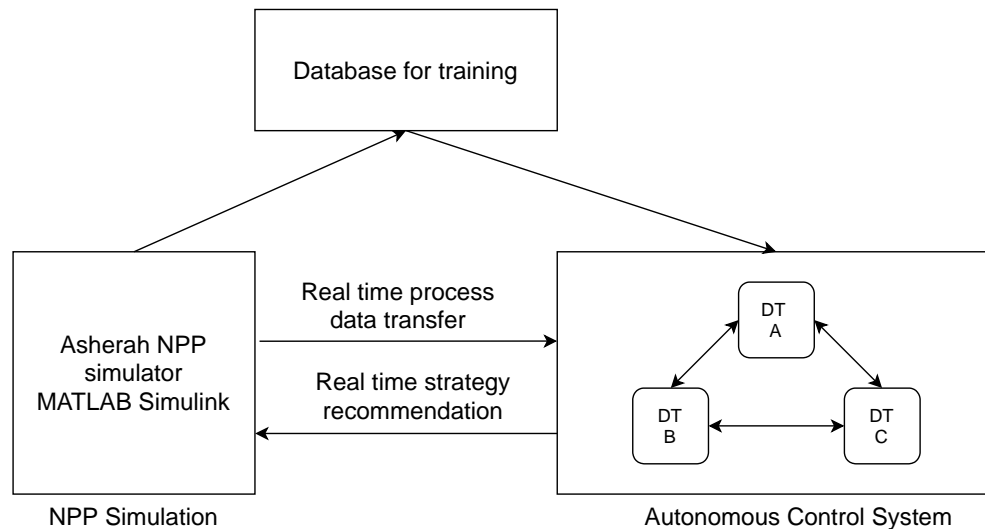 Database for training
Asherah NPP
simulator
MATLAB Simulink
Real time process
data transfer
Real time strategy
recommendation
DT
A
DT
B
DT
C
NPP Simulation
Autonomous Control System